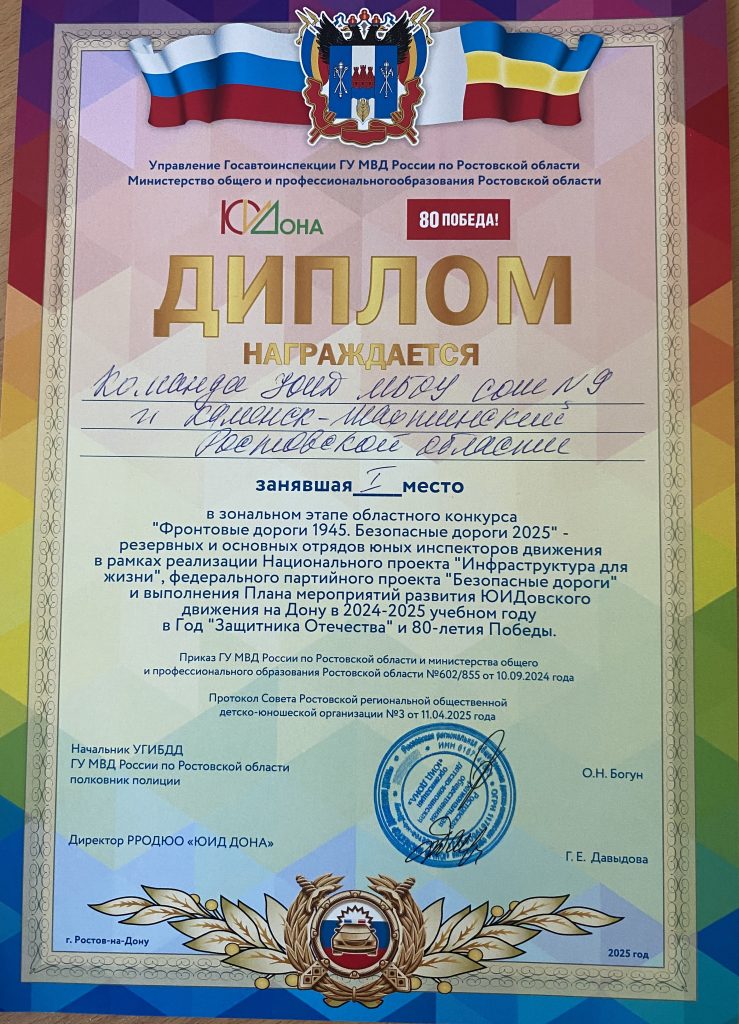 Управление Госавтоинспекции ГУ МВД России по Ростовской области
Министерство общего и профессиональногообразования Ростовской области
ЮИД ДОНА
80 ПОБЕДА!
ДИПЛОМ
НАГРАЖДАЕТСЯ
Команда ЮИД МБОУ СОШ №9
г. Каменск-Шахтинский
Ростовской области
занявшая I место
в зональном этапе областного конкурса
"Фронтовые дороги 1945. Безопасные дороги 2025" -
резервных и основных отрядов юных инспекторов движения
в рамках реализации Национального проекта "Инфраструктура для
жизни", федерального партийного проекта "Безопасные дороги"
и выполнения Плана мероприятий развития ЮИДовского
движения на Дону в 2024-2025 учебном году
в Год "Защитника Отечества" и 80-летия Победы.
Приказ ГУ МВД России по Ростовской области и министерства общего
и профессионального образования Ростовской области №602/855 от 10.09.2024 года
Протокол Совета Ростовской региональной общественной
детско-юношеской организации №3 от 11.04.2025 года
Начальник УГИБДД
ГУ МВД России по Ростовской области
полковник полиции
О.Н. Богун
Директор РРОДЮО «ЮИД ДОНА»
Г.Е. Давыдова
г. Ростов-на-Дону
2025 год